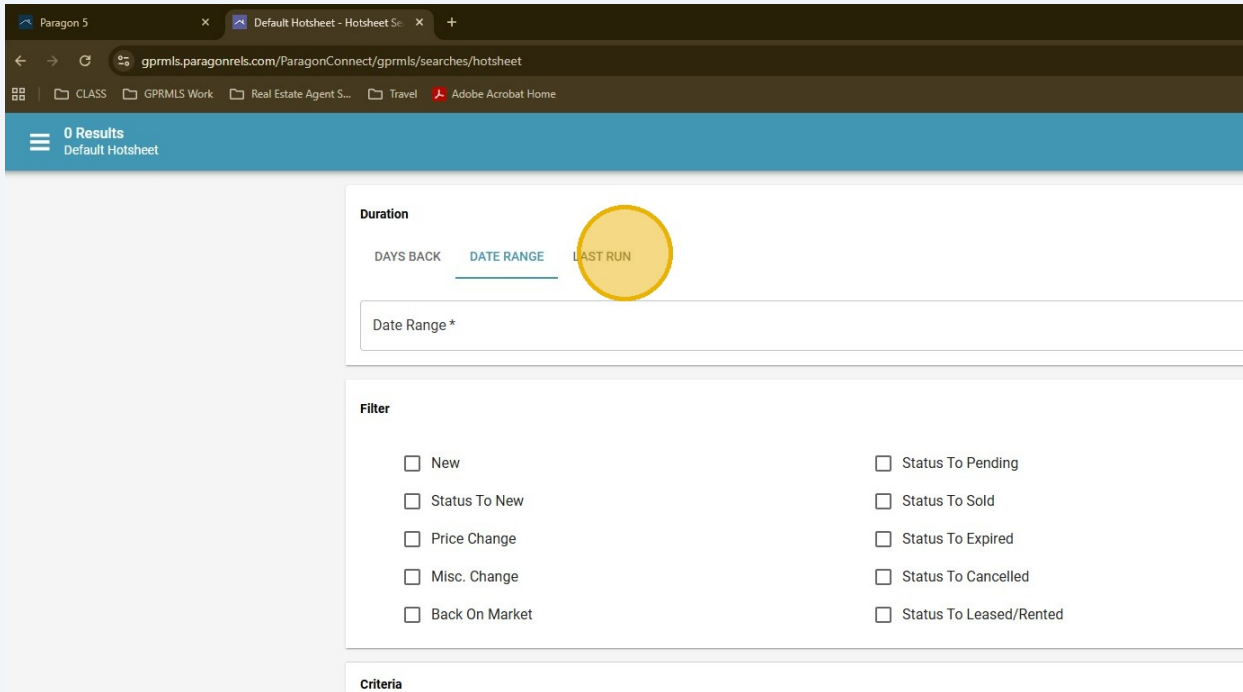 Paragon 5
Default Hotsheet - Hotsheet Se
gprmls.paragonrels.com/ParagonConnect/gprmls/searches/hotsheet
CLASS GPRMLS Work Real Estate Agent S... Travel Adobe Acrobat Home
0 Results
Default Hotsheet
Duration
DAYS BACK DATE RANGE LAST RUN
Date Range *
Filter
New Status To Pending
Status To New Status To Sold
Price Change Status To Expired
Misc. Change Status To Cancelled
Back On Market Status To Leased/Rented
Criteria